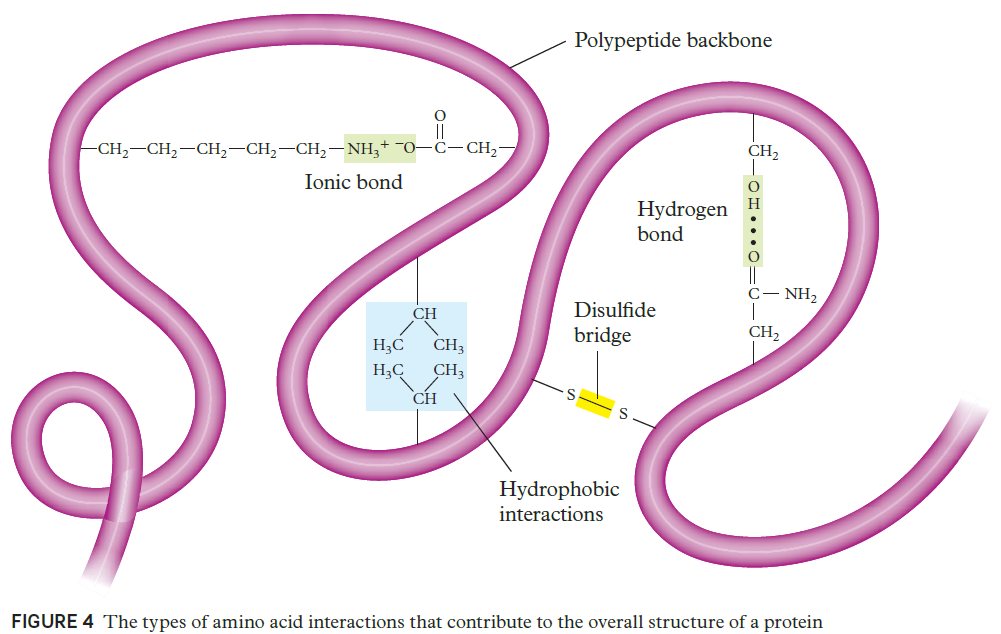 Polypeptide backbone
O
—CH₂—CH₂—CH₂—CH₂—CH₂—NH₃⁺ ⁻O—C—CH₂—
Ionic bond
CH₂
O
H
Hydrogen
bond
O
C—NH₂
CH₂
CH
H₃C CH₃
H₃C CH₃
CH
Disulfide
bridge
S
S
Hydrophobic
interactions
FIGURE 4 The types of amino acid interactions that contribute to the overall structure of a protein